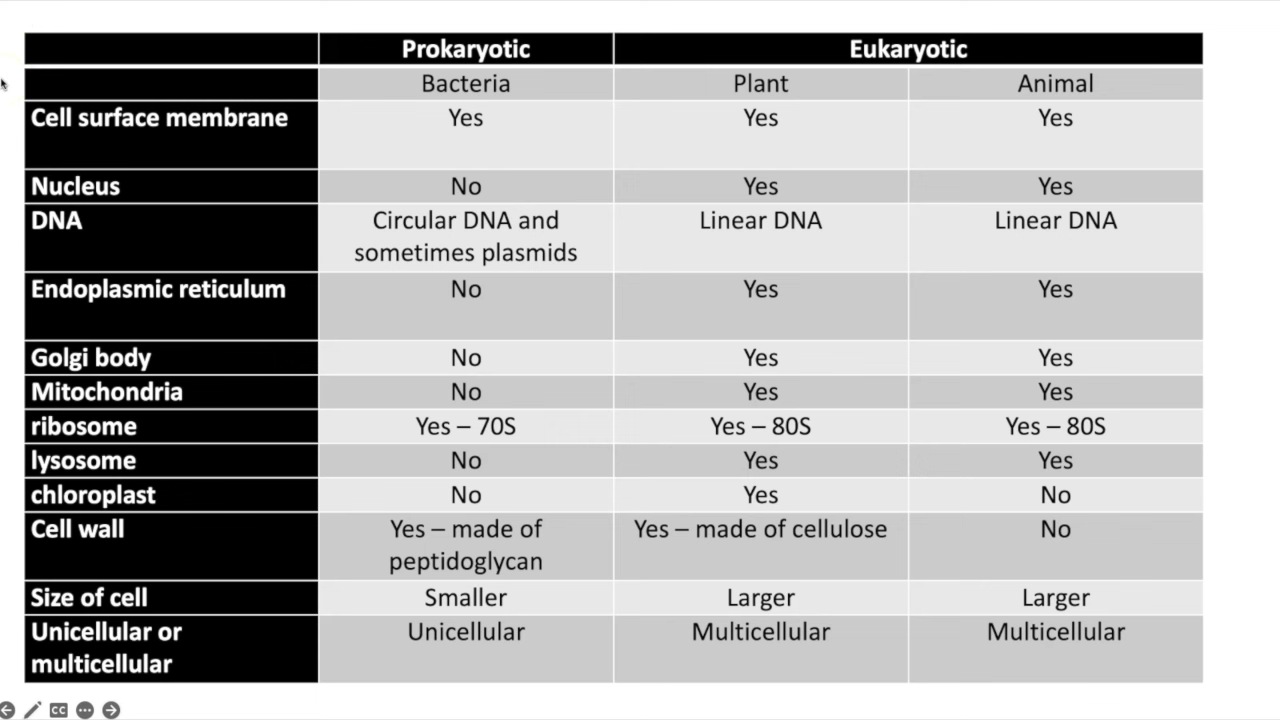 Prokaryotic Eukaryotic
Bacteria Plant Animal
Cell surface membrane Yes Yes Yes
Nucleus No Yes Yes
DNA Circular DNA and Linear DNA Linear DNA
sometimes plasmids
Endoplasmic reticulum No Yes Yes
Golgi body No Yes Yes
Mitochondria No Yes Yes
ribosome Yes – 70S Yes – 80S Yes – 80S
lysosome No Yes Yes
chloroplast No Yes No
Cell wall Yes – made of Yes – made of cellulose No
peptidoglycan
Size of cell Smaller Larger Larger
Unicellular or Unicellular Multicellular Multicellular
multicellular
CC